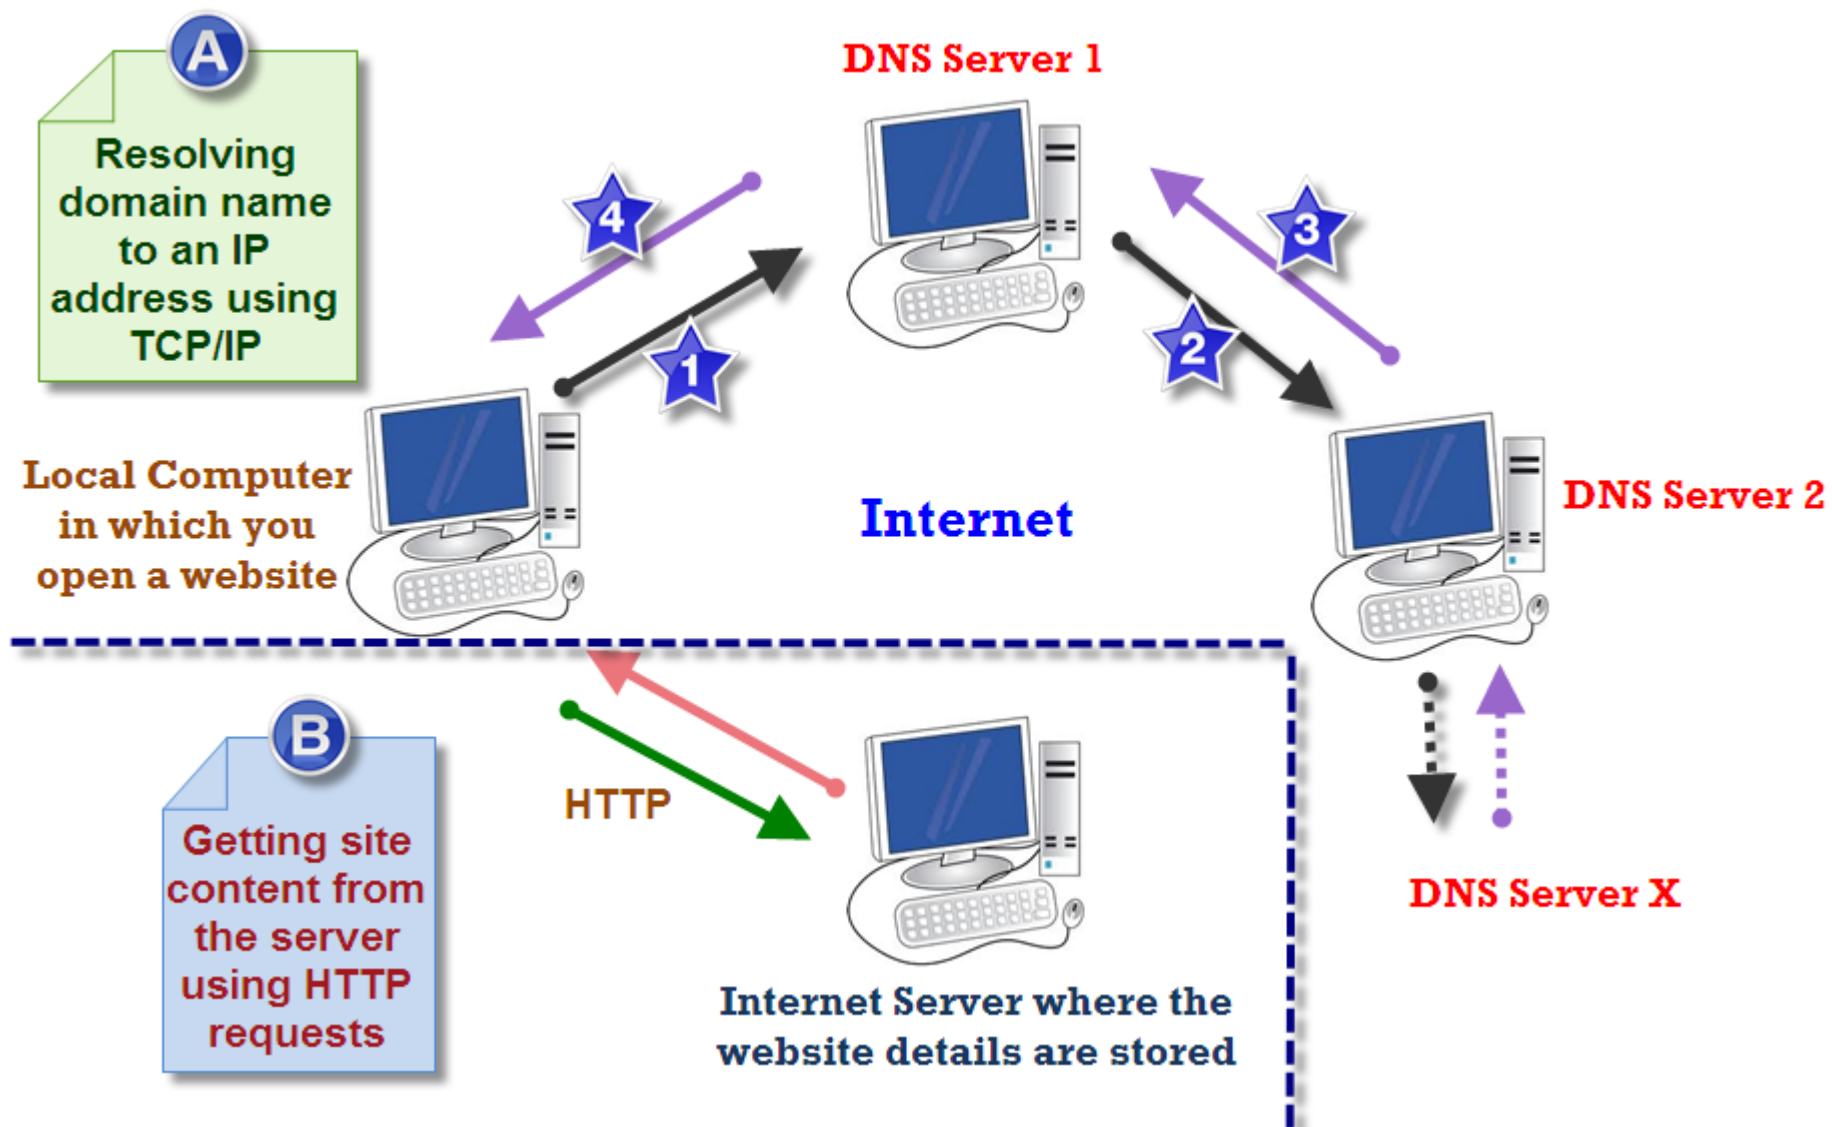 A
Resolving
domain name
to an IP
address using
TCP/IP
DNS Server 1
4
1
3
2
Local Computer
in which you
open a website
Internet
DNS Server 2
B
Getting site
content from
the server
using HTTP
requests
HTTP
DNS Server X
Internet Server where the
website details are stored